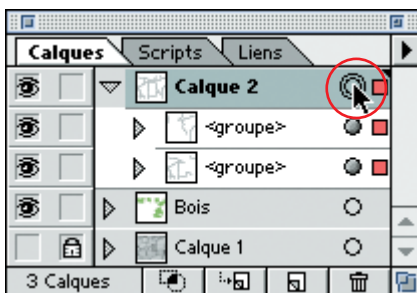 Calques Scripts Liens
Calque 2
<groupe>
<groupe>
Bois
Calque 1
3 Calques